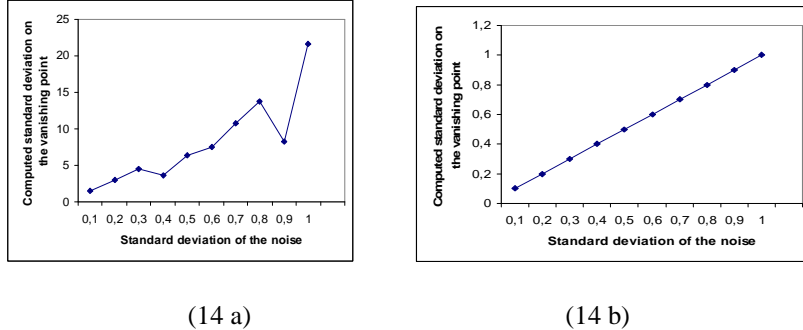 Computed standard deviation on
the vanishing point
25
20
15
10
5
0
0,1 0,2 0,3 0,4 0,5 0,6 0,7 0,8 0,9 1
Standard deviation of the noise
(14 a)
Computed standard deviation on
the vanishing point
1,2
1
0,8
0,6
0,4
0,2
0
0,1 0,2 0,3 0,4 0,5 0,6 0,7 0,8 0,9 1
Standard deviation of the noise
(14 b)